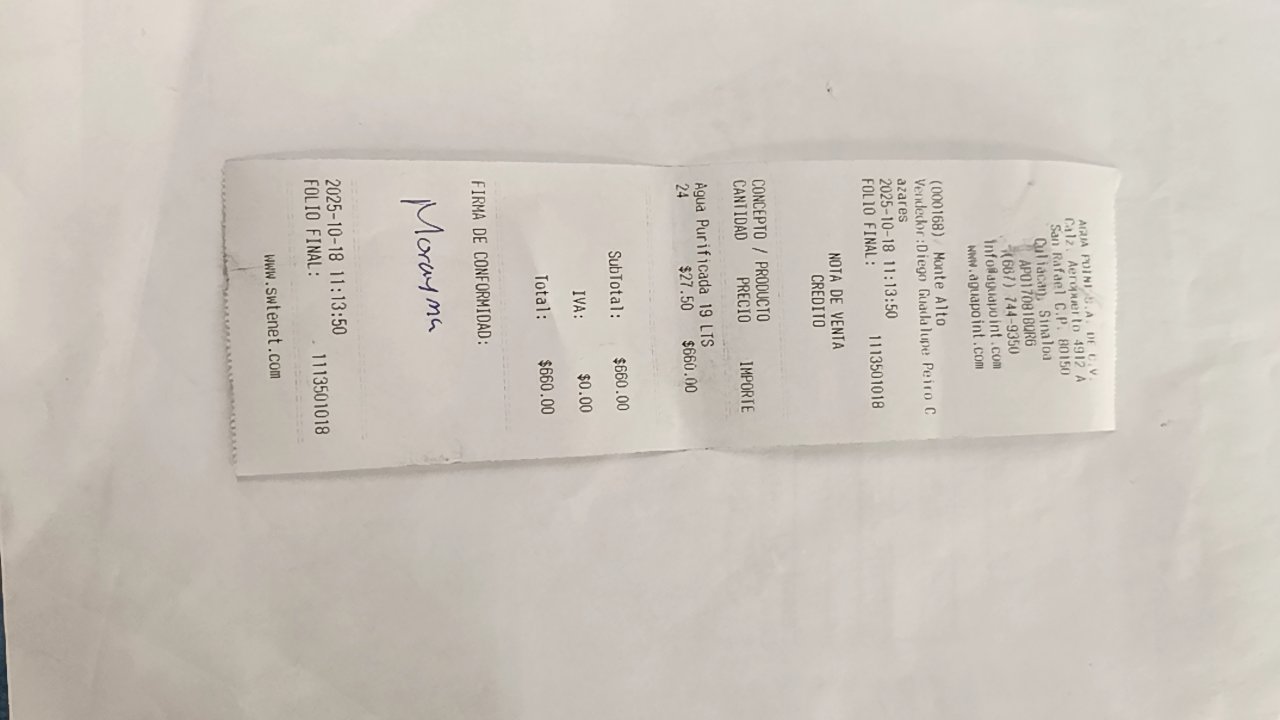 AGUA POINT S.A. DE C.V.
Calz. Aeropuerto 4912 A
San Rafael C.P. 80150
Culiacan, Sinaloa
APO170818QR6
(667) 744-9350
info@aguapoint.com
www.aguapoint.com
(000168) Monte Alto
Vendedor:Diego Guadalupe Peiro C
azares
2025-10-18 11:13:50
FOLIO FINAL: 1113501018
NOTA DE VENTA
CREDITO
CONCEPTO / PRODUCTO
CANTIDAD PRECIO IMPORTE
Agua Purificada 19 LTS
24 $27.50 $660.00
SubTotal: $660.00
IVA: $0.00
Total: $660.00
FIRMA DE CONFORMIDAD:
Morayma
2025-10-18 11:13:50
FOLIO FINAL: 1113501018
www.swtenet.com